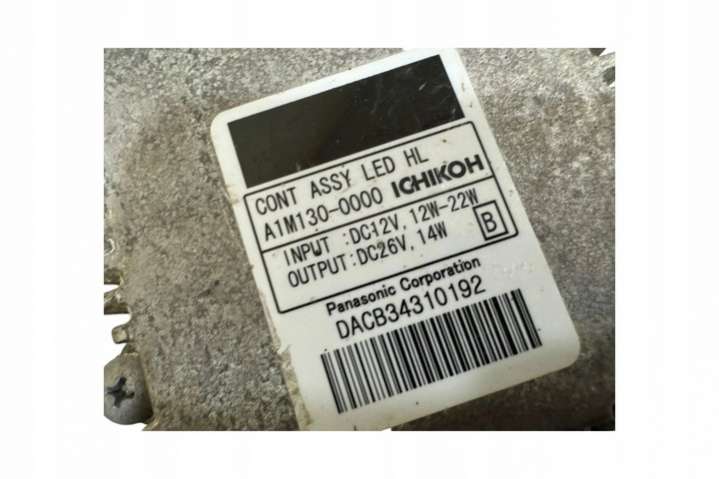 CONT ASSY LED HL
A1M130-0000 ICHIKOH
INPUT :DC12V, 12W-22W
OUTPUT:DC26V, 14W B
Panasonic Corporation
DACB34310192